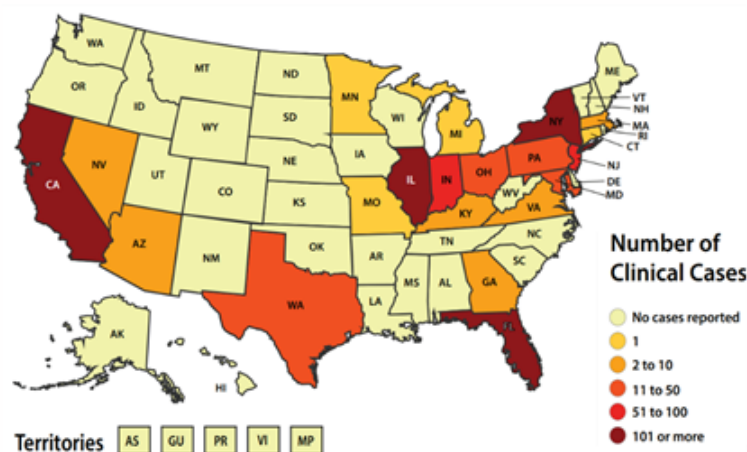 WA
MT
ND
ME
OR
MN
VT
ID
SD
WI
NH
WY
MI
NY
MA
RI
CT
NV
NE
IA
PA
NJ
UT
IL
IN
OH
DE
CA
CO
WV
MD
KS
MO
KY
VA
AZ
OK
TN
NC
NM
AR
SC
WA
MS
AL
GA
LA
FL
AK
HI
Number of
Clinical Cases
No cases reported
1
2 to 10
11 to 50
51 to 100
101 or more
Territories AS GU PR VI MP